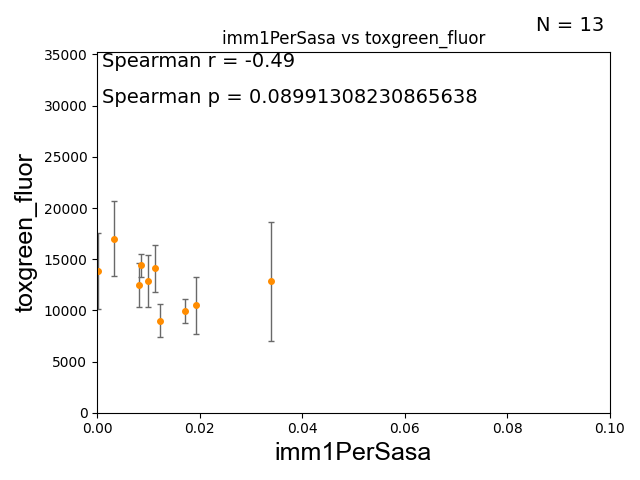 N = 13
imm1PerSasa vs toxgreen_fluor
Spearman r = -0.49
Spearman p = 0.08991308230865638
35000
30000
25000
20000
15000
10000
5000
0
toxgreen_fluor
0.00 0.02 0.04 0.06 0.08 0.10
imm1PerSasa